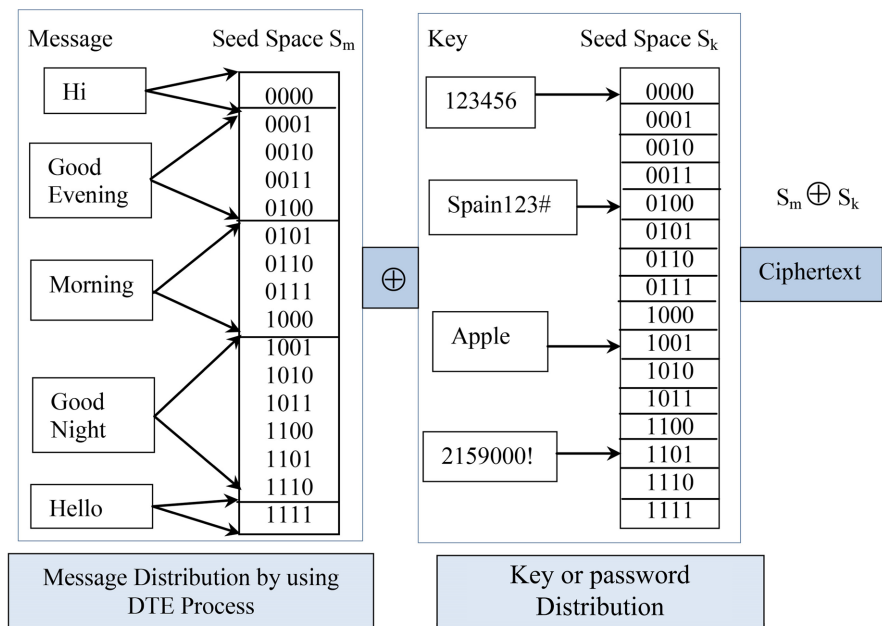 Message
Seed Space Sₘ
Hi
Good
Evening
Morning
Good
Night
Hello
0000
0001
0010
0011
0100
0101
0110
0111
1000
1001
1010
1011
1100
1101
1110
1111
⊕
Key
Seed Space Sₖ
123456
Spain123#
Apple
2159000!
0000
0001
0010
0011
0100
0101
0110
0111
1000
1001
1010
1011
1100
1101
1110
1111
Sₘ ⊕ Sₖ
Ciphertext
Message Distribution by using
DTE Process
Key or password
Distribution